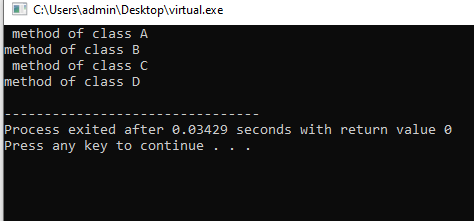 C:\Users\admin\Desktop\virtual.exe
 method of class A
method of class B
 method of class C
method of class D

--------------------------------
Process exited after 0.03429 seconds with return value 0
Press any key to continue . . .